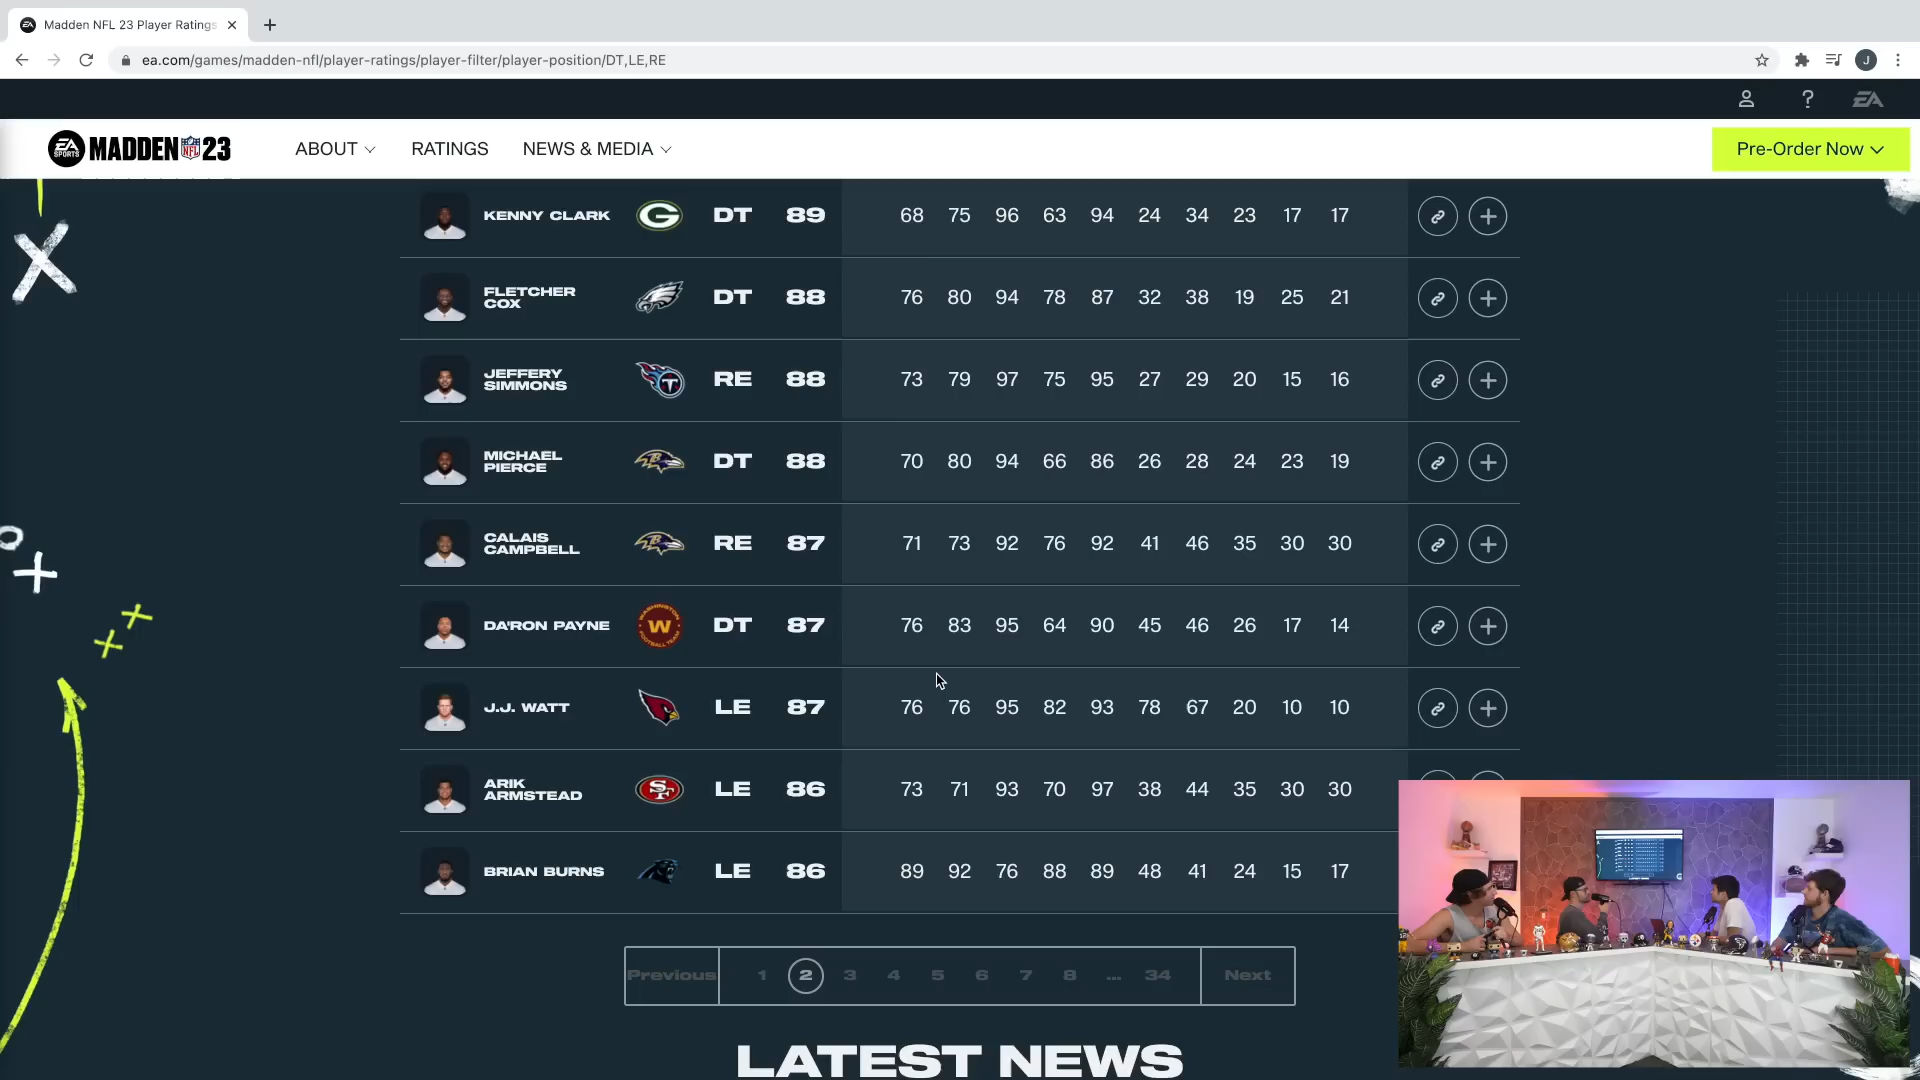 Madden NFL 23 Player Ratings
ea.com/games/madden-nfl/player-ratings/player-filter/player-position/DT,LE,RE
J
? EA
EA SPORTS MADDEN NFL 23 ABOUT RATINGS NEWS & MEDIA Pre-Order Now
KENNY CLARK G DT 89 68 75 96 63 94 24 34 23 17 17
FLETCHER
COX
DT 88 76 80 94 78 87 32 38 19 25 21
JEFFERY
SIMMONS
T RE 88 73 79 97 75 95 27 29 20 15 16
MICHAEL
PIERCE
B DT 88 70 80 94 66 86 26 28 24 23 19
CALAIS
CAMPBELL
B RE 87 71 73 92 76 92 41 46 35 30 30
DA'RON PAYNE WASHINGTON W FOOTBALL TEAM DT 87 76 83 95 64 90 45 46 26 17 14
J.J. WATT LE 87 76 76 95 82 93 78 67 20 10 10
ARIK
ARMSTEAD
SF LE 86 73 71 93 70 97 38 44 35 30 30
BRIAN BURNS LE 86 89 92 76 88 89 48 41 24 15 17
Previous 1 2 3 4 5 6 7 8 ... 34 Next
LATEST NEWS